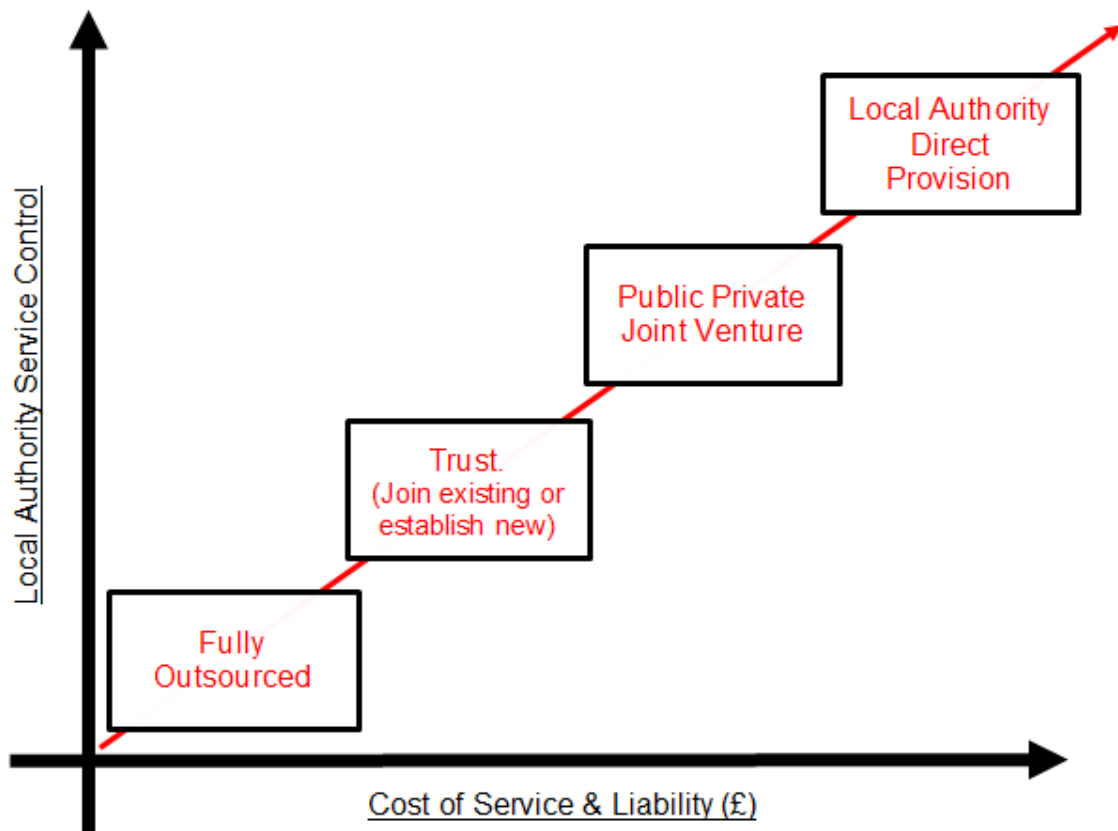 Local Authority
Direct
Provision
Public Private
Joint Venture
Trust.
(Join existing or
establish new)
Fully
Outsourced
Local Authority Service Control
Cost of Service & Liability (£)